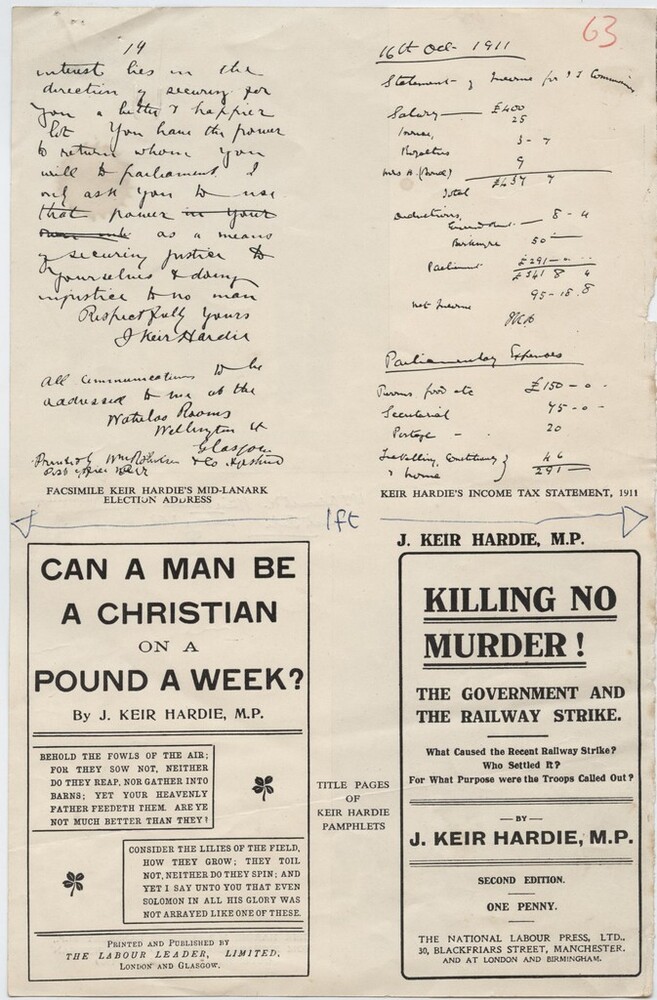 63
14
interest lies in the
direction of securing for
you a better & happier
lot You have the power
to return whom you
will to parliament. I
only ask you to use
that power in your
as a means
of securing justice to
yourselves & doing
injustice to no man
Respectfully yours
J Keir Hardie
All communications to be
addressed to me at the
Waterloo Rooms
Wellington St
Glasgow
Printed by
FACSIMILE KEIR HARDIE'S MID-LANARK
ELECTION ADDRESS
16th Oct 1911
Statement of Income for
Salary £400
25
3 - 7
Royalties
9
Mrs H.
Total £437 7
deductions,
8 - 4
50
Parliament £291
£341 8 4
net Income 95 - 18. 8
Parliamentary Expenses
Rooms food etc £150 - 0 -
Secretarial 75 - 0 -
Postage - 20
Travelling,
& home
46
291
KEIR HARDIE'S INCOME TAX STATEMENT, 1911
1ft
CAN A MAN BE
A CHRISTIAN
ON A
POUND A WEEK?
By J. KEIR HARDIE, M.P.
BEHOLD THE FOWLS OF THE AIR;
FOR THEY SOW NOT, NEITHER
DO THEY REAP, NOR GATHER INTO
BARNS; YET YOUR HEAVENLY
FATHER FEEDETH THEM. ARE YE
NOT MUCH BETTER THAN THEY?
CONSIDER THE LILIES OF THE FIELD,
HOW THEY GROW; THEY TOIL
NOT, NEITHER DO THEY SPIN; AND
YET I SAY UNTO YOU THAT EVEN
SOLOMON IN ALL HIS GLORY WAS
NOT ARRAYED LIKE ONE OF THESE.
PRINTED AND PUBLISHED BY
THE LABOUR LEADER, LIMITED,
LONDON AND GLASGOW.
TITLE PAGES
OF
KEIR HARDIE
PAMPHLETS
J. KEIR HARDIE, M.P.
KILLING NO
MURDER!
THE GOVERNMENT AND
THE RAILWAY STRIKE.
What Caused the Recent Railway Strike?
Who Settled It?
For What Purpose were the Troops Called Out?
— BY —
J. KEIR HARDIE, M.P.
SECOND EDITION.
ONE PENNY.
THE NATIONAL LABOUR PRESS, LTD.,
30, BLACKFRIARS STREET, MANCHESTER.
AND AT LONDON AND BIRMINGHAM.